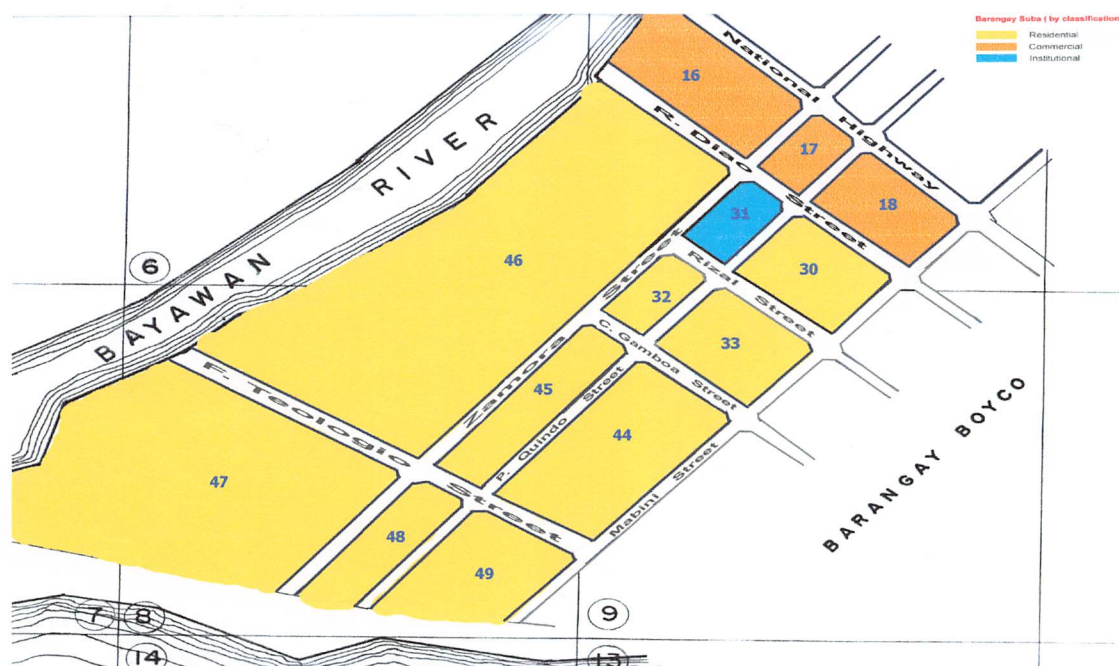 Barangay Suba ( by classification
Residential
Commercial
Institutional
National Highway
16
17
18
R. Diao Street
BAYAWAN RIVER
31
30
6
46
Rizal Street
32
33
C. Gamboa Street
Zamora Street
45
P. Quindo Street
44
F. Teologio Street
Mabini Street
BARANGAY BOYCO
47
48
49
7
8
9
14
13